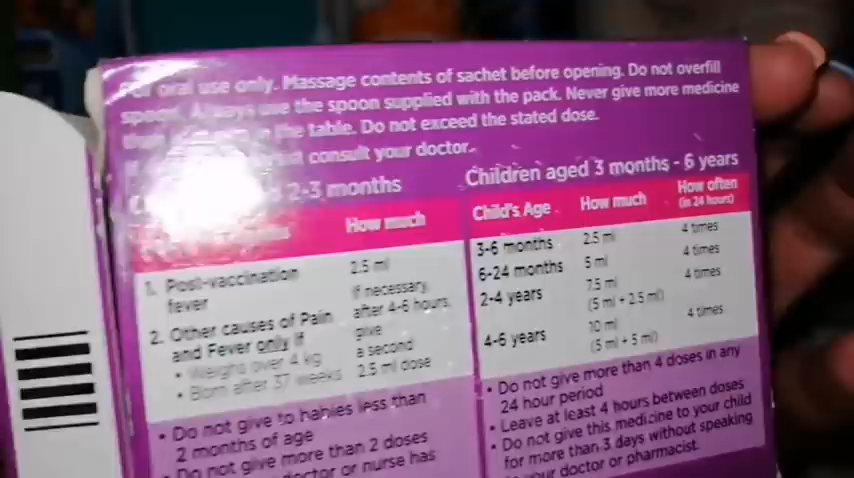 oral use only. Massage contents of sachet before opening. Do not overfill
spoon. Always use the spoon supplied with the pack. Never give more medicine
the table. Do not exceed the stated dose.
consult your doctor.
2-3 months
How much
1. Post-vaccination
fever
2.5 ml
2. Other causes of Pain
and Fever only if
• Weighs over 4 kg
• Born after 37 weeks
If necessary,
after 4-6 hours,
give
a second
2.5 ml dose
• Do not give to babies less than
2 months of age
• Do not give more than 2 doses
doctor or nurse has
Children aged 3 months - 6 years
Child's Age How much How often
(in 24 hours)
3-6 months 2.5 ml 4 times
6-24 months 5 ml 4 times
2-4 years 7.5 ml 4 times
(5 ml + 2.5 ml)
4-6 years 10 ml 4 times
(5 ml + 5 ml)
• Do not give more than 4 doses in any
24 hour period
• Leave at least 4 hours between doses
• Do not give this medicine to your child
for more than 3 days without speaking
your doctor or pharmacist.